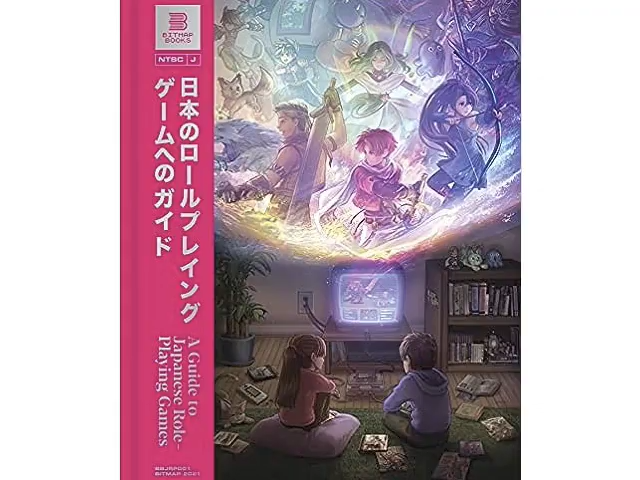 BITMAP
BOOKS
NTSC J
日本のロールプレイング
ゲームへのガイド
A Guide to
Japanese Role-
Playing Games
BBJRPG01
BITMAP 2021